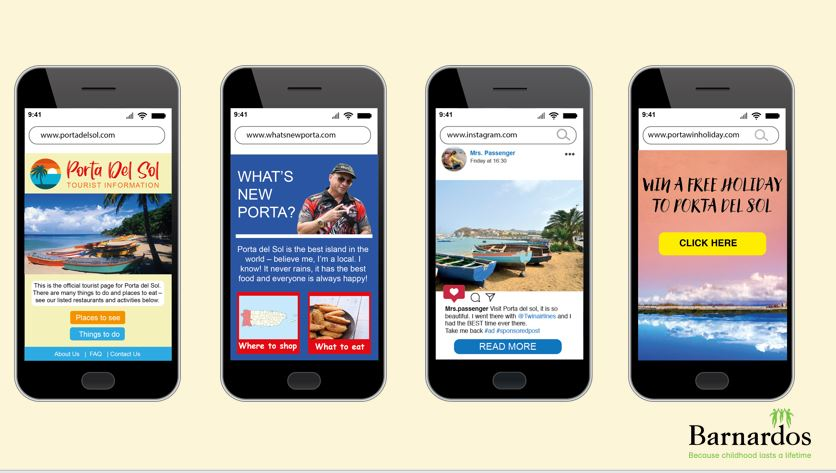 9:41
www.portadelsol.com
Porta Del Sol
TOURIST INFORMATION
This is the official tourist page for Porta del Sol.
There are many things to do and places to eat –
see our listed restaurants and activities below.
Places to see
Things to do
About Us | FAQ | Contact Us
9:41
www.whatsnewporta.com
WHAT'S
NEW
PORTA?
Porta del Sol is the best island in the
world – believe me, I'm a local. I
know! It never rains, it has the best
food and everyone is always happy!
Where to shop
What to eat
9:41
www.instagram.com
Mrs. Passenger
Friday at 16:30
Mrs.passenger Visit Porta del sol, it is so
beautiful. I went there with @Twinairlines and I
had the BEST time ever there.
Take me back #ad #sponsoredpost
READ MORE
9:41
www.portawinholiday.com
WIN A FREE HOLIDAY
TO PORTA DEL SOL
CLICK HERE
Barnardos
Because childhood lasts a lifetime